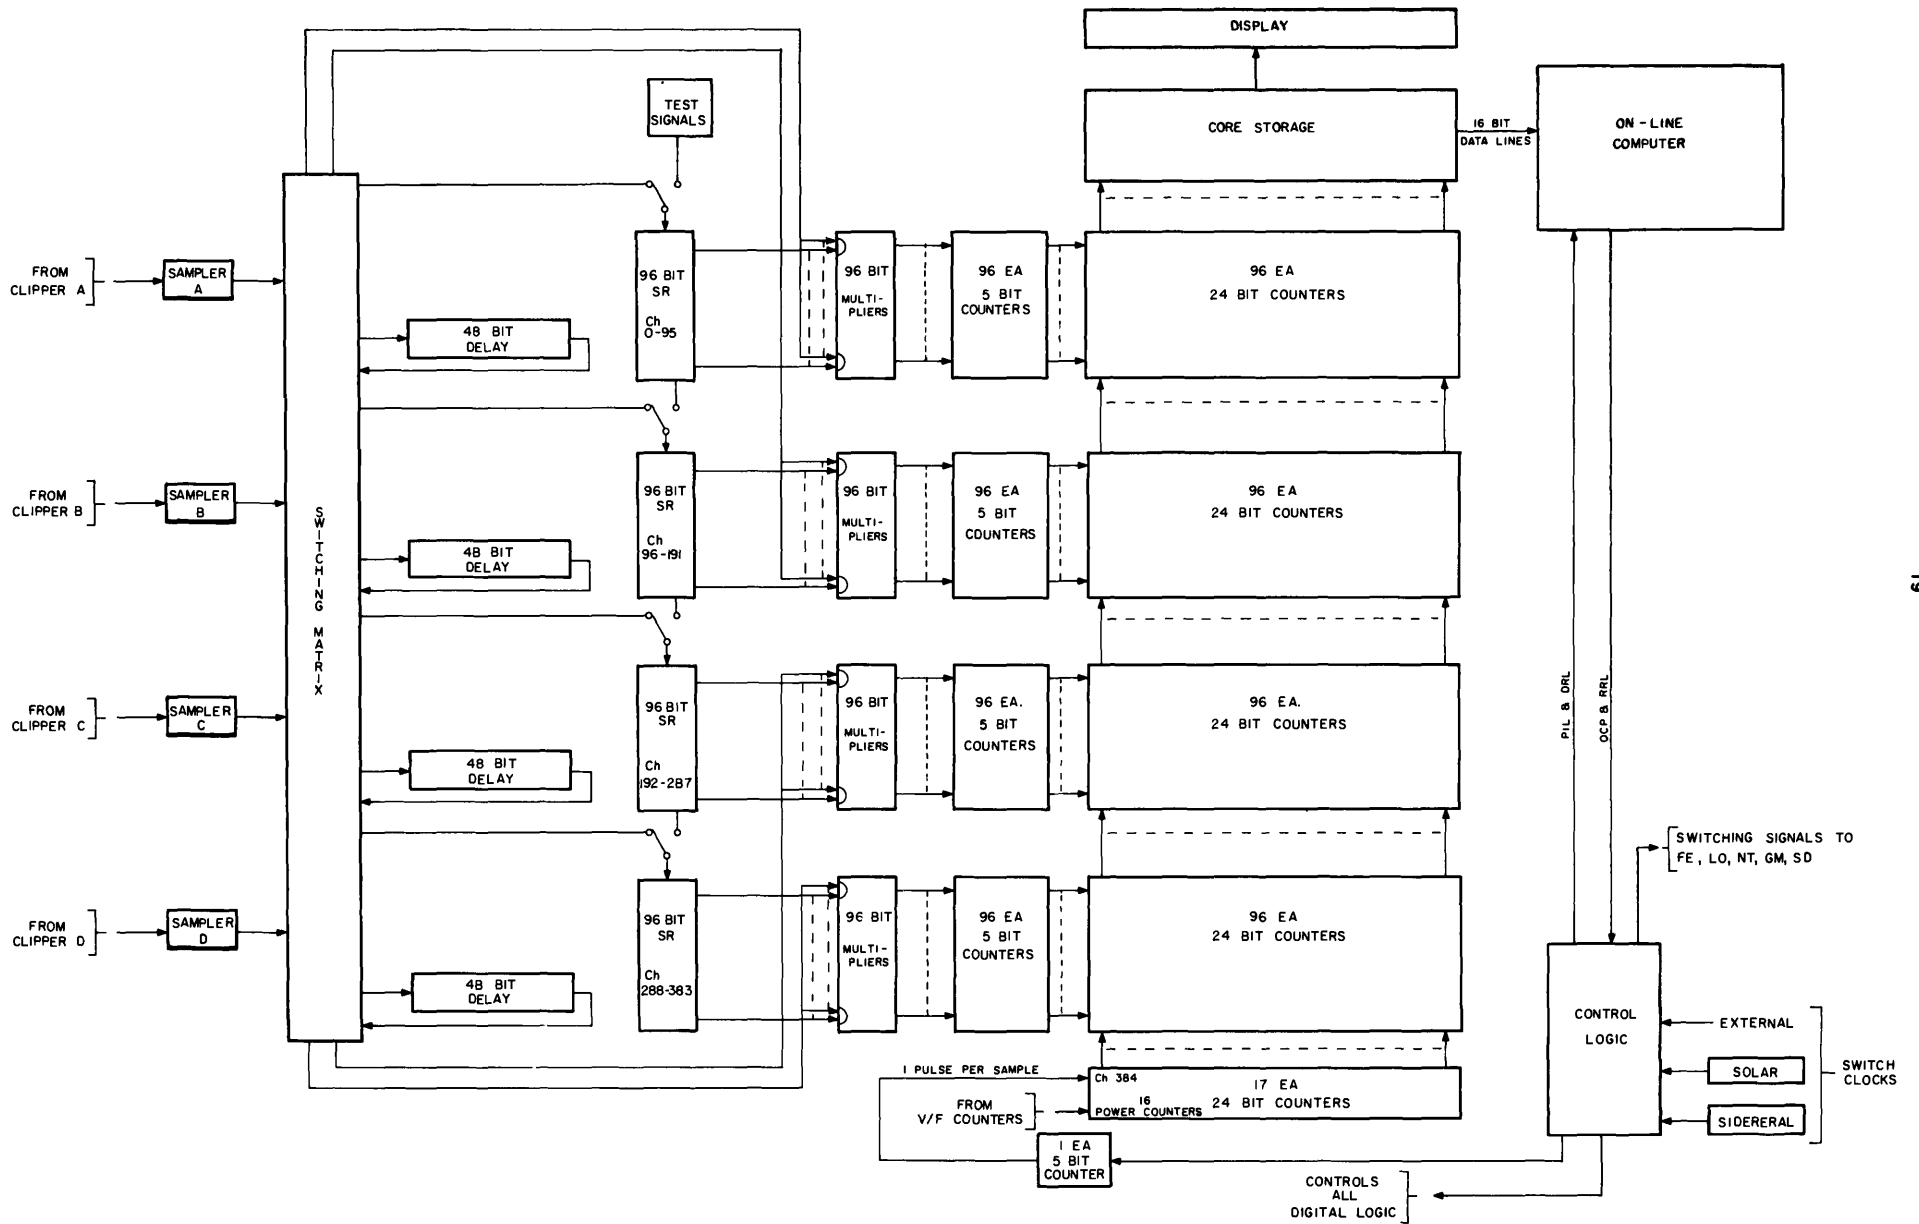 DISPLAY
CORE STORAGE
16 BIT
DATA LINES
ON-LINE
COMPUTER
TEST
SIGNALS
FROM
CLIPPER A
SAMPLER
A
48 BIT
DELAY
96 BIT
SR
Ch
0-95
96 BIT
MULTI-
PLIERS
96 EA
5 BIT
COUNTERS
96 EA
24 BIT COUNTERS
FROM
CLIPPER B
SAMPLER
B
48 BIT
DELAY
96 BIT
SR
Ch
96-191
96 BIT
MULTI-
PLIERS
96 EA
5 BIT
COUNTERS
96 EA
24 BIT COUNTERS
SWITCHING MATRIX
FROM
CLIPPER C
SAMPLER
C
48 BIT
DELAY
96 BIT
SR
Ch
192-287
96 BIT
MULTI-
PLIERS
96 EA.
5 BIT
COUNTERS
96 EA.
24 BIT COUNTERS
PIL & DRL
OCP & RRL
FROM
CLIPPER D
SAMPLER
D
48 BIT
DELAY
96 BIT
SR
Ch
288-383
96 BIT
MULTI-
PLIERS
96 EA
5 BIT
COUNTERS
96 EA
24 BIT COUNTERS
SWITCHING SIGNALS TO
FE, LO, NT, GM, SD
CONTROL
LOGIC
EXTERNAL
SOLAR
SIDERERAL
SWITCH
CLOCKS
1 PULSE PER SAMPLE
FROM
V/F COUNTERS
Ch 384
16
POWER COUNTERS
17 EA
24 BIT COUNTERS
1 EA
5 BIT
COUNTER
CONTROLS
ALL
DIGITAL LOGIC
19